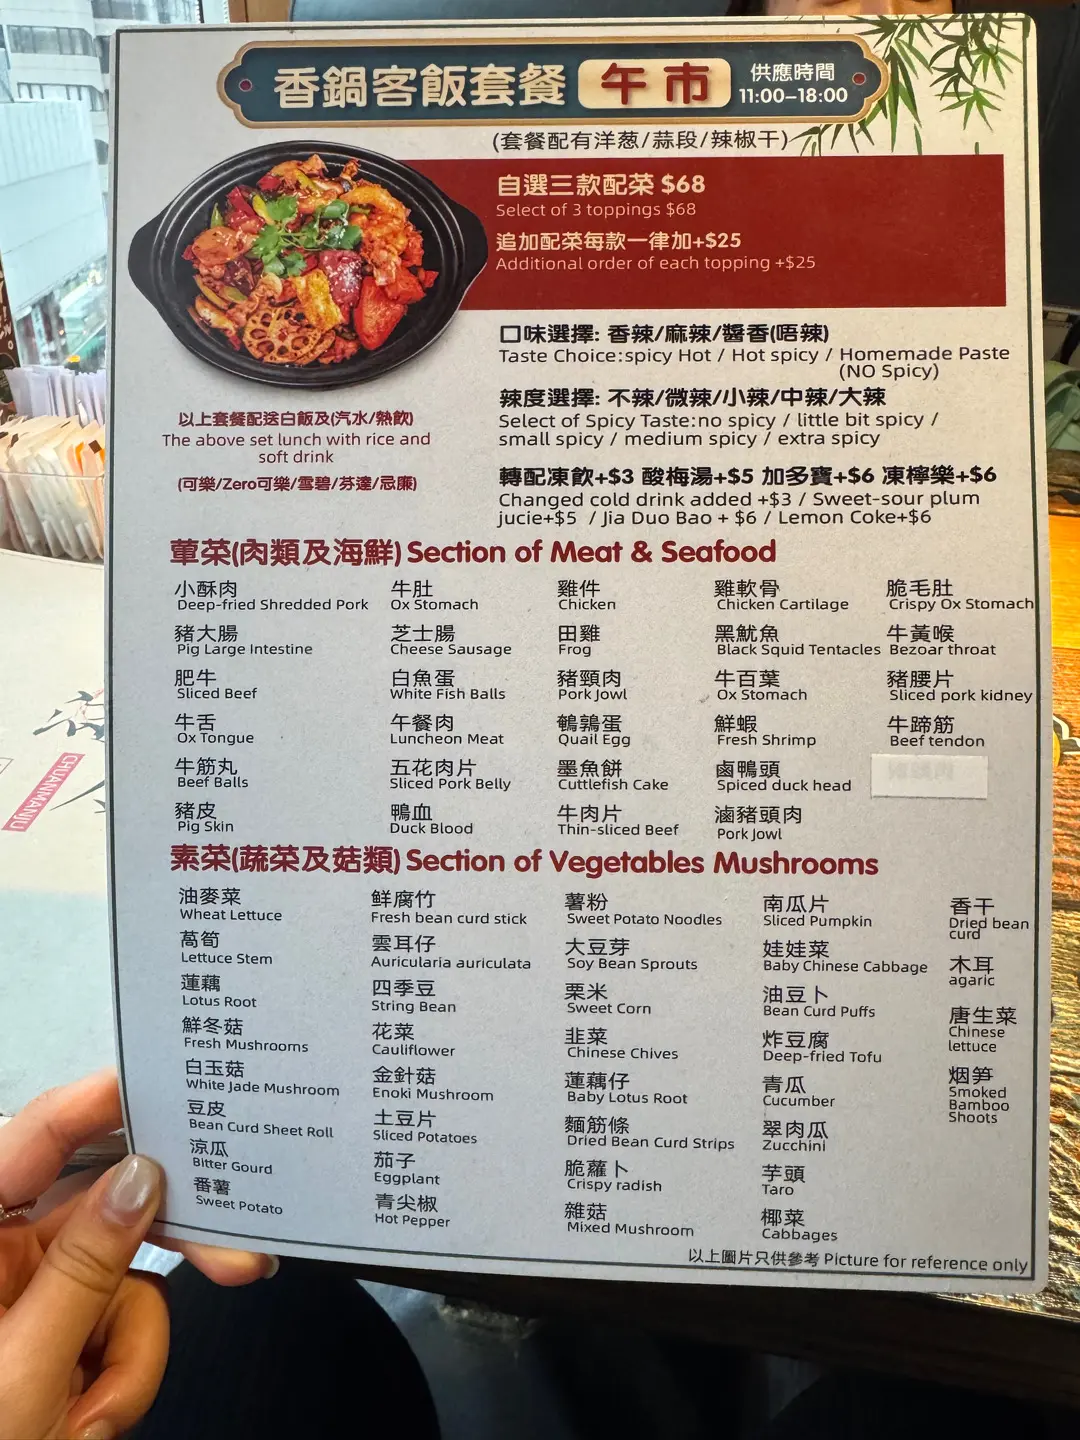 香鍋客飯套餐 午市 供應時間
11:00–18:00
(套餐配有洋葱/蒜段/辣椒干)
自選三款配菜 $68
Select of 3 toppings $68
追加配菜每款一律加+$25
Additional order of each topping +$25
口味選擇: 香辣/麻辣/醬香(唔辣)
Taste Choice:spicy Hot / Hot spicy / Homemade Paste
(NO Spicy)
辣度選擇: 不辣/微辣/小辣/中辣/大辣
Select of Spicy Taste:no spicy / little bit spicy /
small spicy / medium spicy / extra spicy
以上套餐配送白飯及(汽水/熱飲)
The above set lunch with rice and
soft drink
(可樂/Zero可樂/雪碧/芬達/忌廉)
轉配凍飲+$3 酸梅湯+$5 加多寶+$6 凍檸樂+$6
Changed cold drink added +$3 / Sweet-sour plum
jucie+$5 / Jia Duo Bao + $6 / Lemon Coke+$6
葷菜(肉類及海鮮) Section of Meat & Seafood
小酥肉 牛肚 雞件 雞軟骨 脆毛肚
Deep-fried Shredded Pork Ox Stomach Chicken Chicken Cartilage Crispy Ox Stomach
豬大腸 芝士腸 田雞 黑魷魚 牛黃喉
Pig Large Intestine Cheese Sausage Frog Black Squid Tentacles Bezoar throat
肥牛 白魚蛋 豬頸肉 牛百葉 豬腰片
Sliced Beef White Fish Balls Pork Jowl Ox Stomach Sliced pork kidney
牛舌 午餐肉 鵪鶉蛋 鮮蝦 牛蹄筋
Ox Tongue Luncheon Meat Quail Egg Fresh Shrimp Beef tendon
牛筋丸 五花肉片 墨魚餅 鹵鴨頭
Beef Balls Sliced Pork Belly Cuttlefish Cake Spiced duck head
豬皮 鴨血 牛肉片 滷豬頭肉
Pig Skin Duck Blood Thin-sliced Beef Pork Jowl
素菜(蔬菜及菇類) Section of Vegetables Mushrooms
油麥菜 鮮腐竹 薯粉 南瓜片 香干
Wheat Lettuce Fresh bean curd stick Sweet Potato Noodles Sliced Pumpkin Dried bean
curd
萵筍 雲耳仔 大豆芽 娃娃菜 木耳
Lettuce Stem Auricularia auriculata Soy Bean Sprouts Baby Chinese Cabbage agaric
蓮藕 四季豆 粟米 油豆卜 唐生菜
Lotus Root String Bean Sweet Corn Bean Curd Puffs Chinese
lettuce
鮮冬菇 花菜 韭菜 炸豆腐 烟笋
Fresh Mushrooms Cauliflower Chinese Chives Deep-fried Tofu Smoked
Bamboo
Shoots
白玉菇 金針菇 蓮藕仔 青瓜
White Jade Mushroom Enoki Mushroom Baby Lotus Root Cucumber
豆皮 土豆片 麵筋條 翠肉瓜
Bean Curd Sheet Roll Sliced Potatoes Dried Bean Curd Strips Zucchini
涼瓜 茄子 脆蘿卜 芋頭
Bitter Gourd Eggplant Crispy radish Taro
番薯 青尖椒 雜菇 椰菜
Sweet Potato Hot Pepper Mixed Mushroom Cabbages
以上圖片只供參考 Picture for reference only
CHUANMANJU